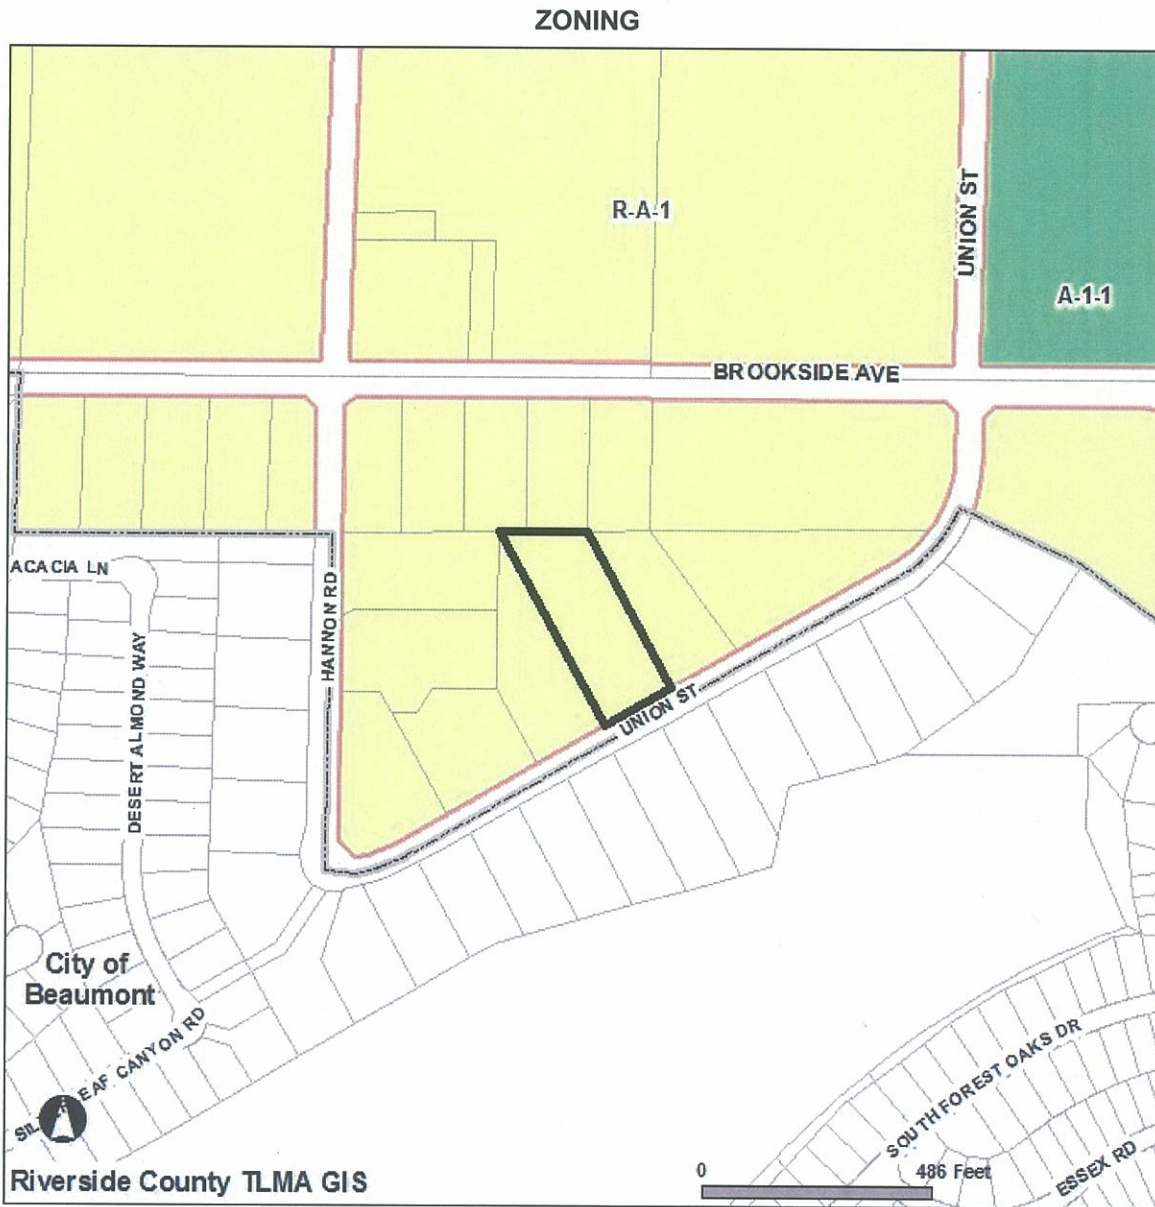 ZONING
R-A-1
UNION ST
A-1-1
BROOKSIDE AVE
ACACIA LN
HANNON RD
DESERT ALMOND WAY
UNION ST
City of
Beaumont
EAF CANYON RD
SOUTH FOREST OAKS DR
ESSEX RD
0
486 Feet
Riverside County TLMA GIS